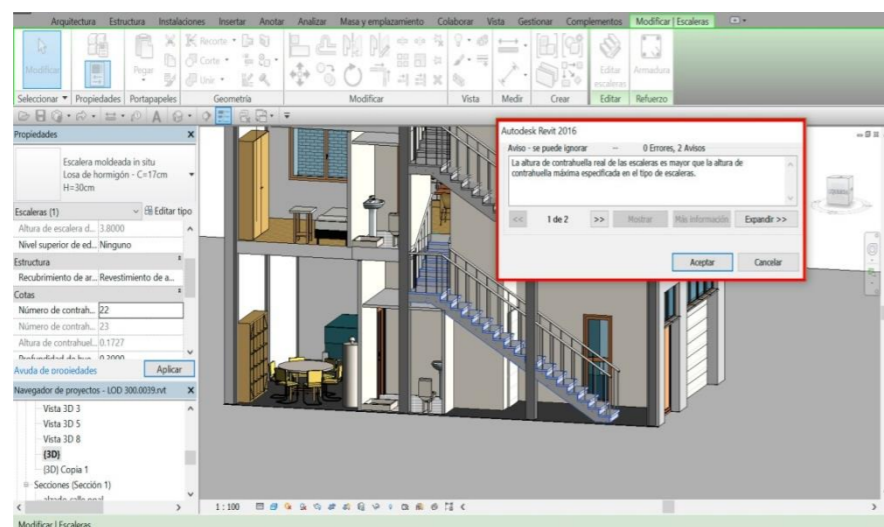 Arquitectura Estructura Instalaciones Insertar Anotar Analizar Masa y emplazamiento Colaborar Vista Gestionar Complementos Modificar | Escaleras
Modificar
Pegar
Recorte
Corte
Unir
Editar escaleras
Armadura
Seleccionar Propiedades Portapapeles Geometría Modificar Vista Medir Crear Editar Refuerzo
Propiedades X
Escalera moldeada in situ
Losa de hormigón - C=17cm
H=30cm
Escaleras (1) Editar tipo
Altura de escalera d... 3.8000
Nivel superior de ed... Ninguno
Estructura
Recubrimiento de ar... Revestimiento de a...
Cotas
Número de contrah... 22
Número de contrah... 23
Altura de contrahuel... 0.1727
Ayuda de propiedades Aplicar
Navegador de proyectos - LOD 300.0039.rvt X
Vista 3D 3
Vista 3D 5
Vista 3D 8
{3D}
{3D} Copia 1
Secciones (Sección 1)
1 : 100
Modificar | Escaleras
Autodesk Revit 2016
Aviso - se puede ignorar -- 0 Errores, 2 Avisos
La altura de contrahuella real de las escaleras es mayor que la altura de
contrahuella máxima especificada en el tipo de escaleras.
<< 1 de 2 >> Mostrar Más información Expandir >>
Aceptar Cancelar